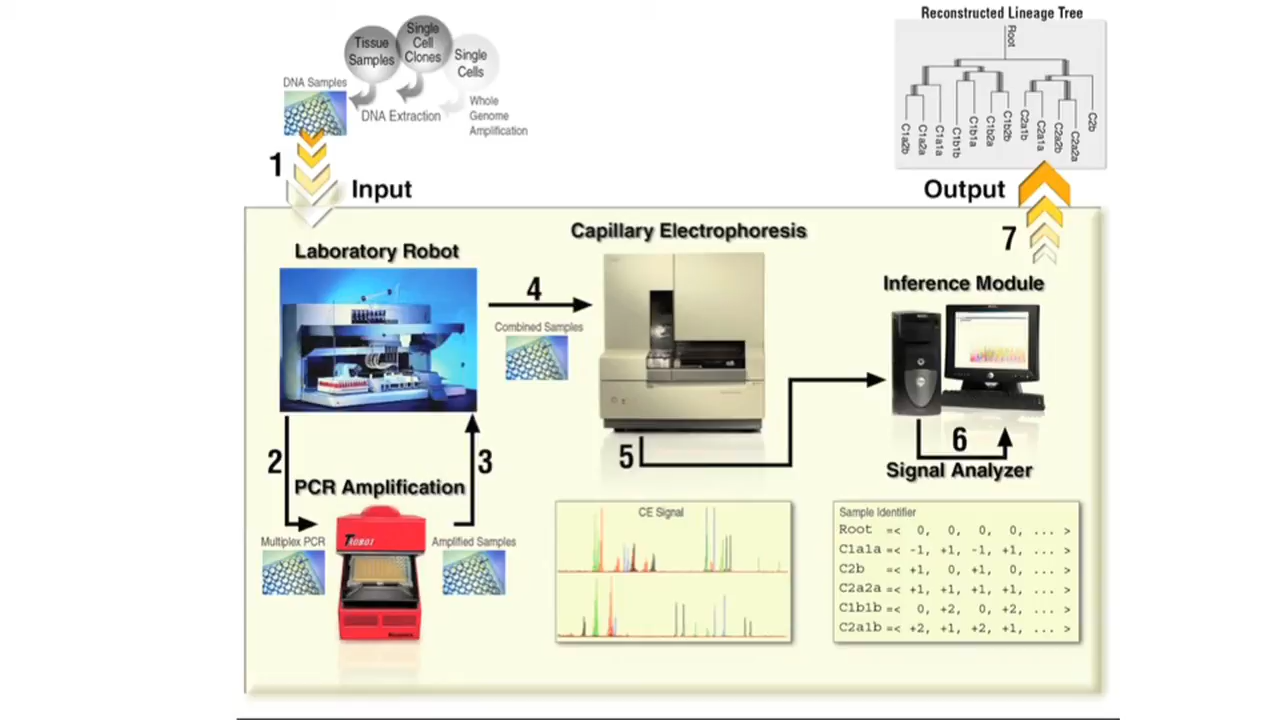 Reconstructed Lineage Tree
Root
C1a2b
C1a2a
C1a1a
C1b1b
C1b1a
C1b2a
C1b2b
C2a1b
C2a1a
C2a2b
C2a2a
C2b
Tissue
Samples
Single
Cell
Clones
Single
Cells
DNA Samples
DNA Extraction
Whole
Genome
Amplification
1
Input
Output
7
Laboratory Robot
Capillary Electrophoresis
Inference Module
4
Combined Samples
2
3
5
6
Signal Analyzer
PCR Amplification
Multiplex PCR
TROBOT
Biometra
Amplified Samples
CE Signal
Sample Identifier
Root =< 0, 0, 0, 0, ... >
C1a1a =< -1, +1, -1, +1, ... >
C2b =< +1, 0, +1, 0, ... >
C2a2a =< +1, +1, +1, +1, ... >
C1b1b =< 0, +2, 0, +2, ... >
C2a1b =< +2, +1, +2, +1, ... >